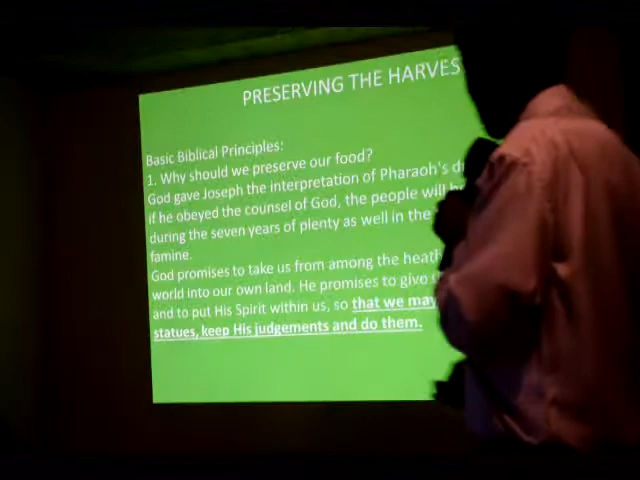 PRESERVING THE HARVES
Basic Biblical Principles:
1. Why should we preserve our food?
God gave Joseph the interpretation of Pharaoh's d
if he obeyed the counsel of God, the people will
during the seven years of plenty as well in the
famine.
God promises to take us from among the heath
world into our own land. He promises to give
and to put His Spirit within us, so that we may
statues, keep His judgements and do them.